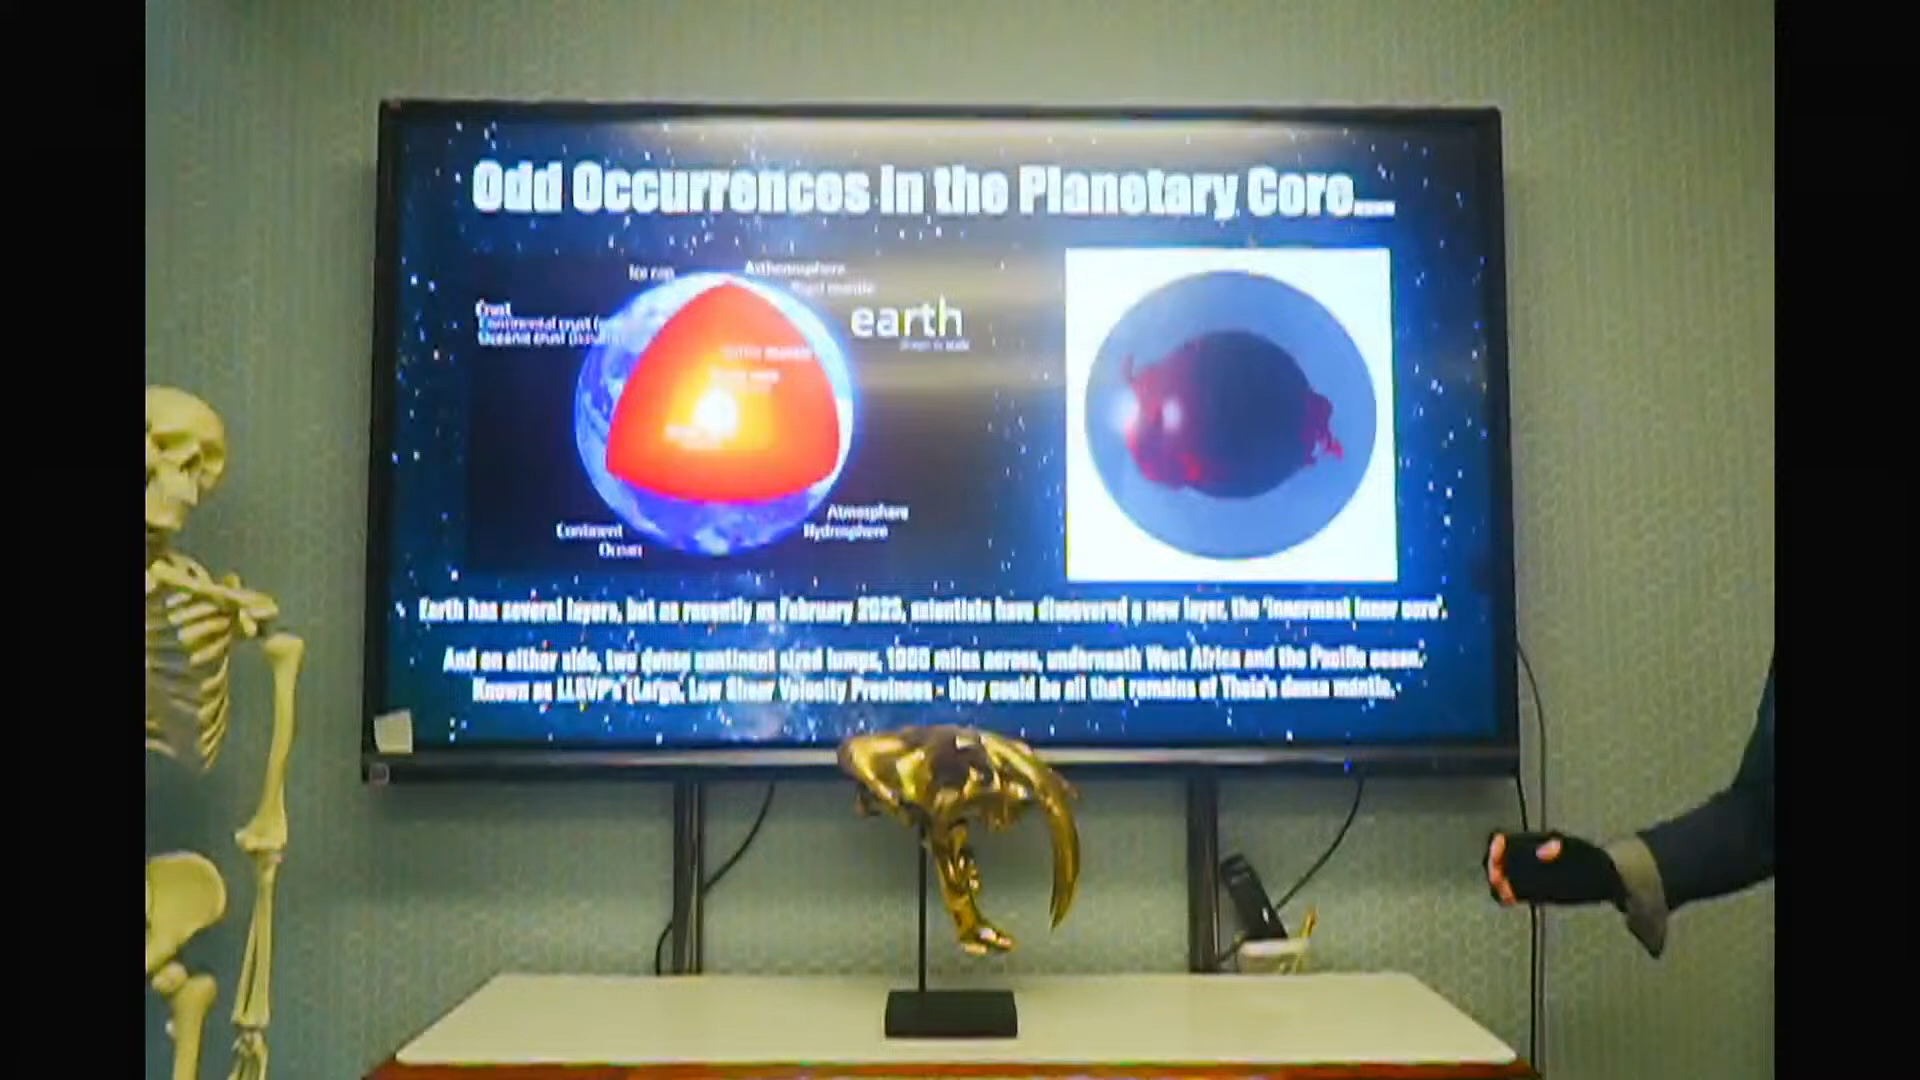 Odd Occurrences in the Planetary Core....
Ice cap
Asthenosphere
Rigid mantle
Crust
Continental crust
Oceanic crust
earth
mantle
Atmosphere
Continent
Hydrosphere
Ocean
Earth has several layers, but as recently as February 2023, scientists have discovered a new layer, the 'innermost inner core'.
And on either side, two dense continent sized lumps, 1000 miles across, underneath West Africa and the Pacific ocean.
Known as LLSVP's (Large, Low Shear Velocity Provinces - they could be all that remains of Theia's dense mantle.